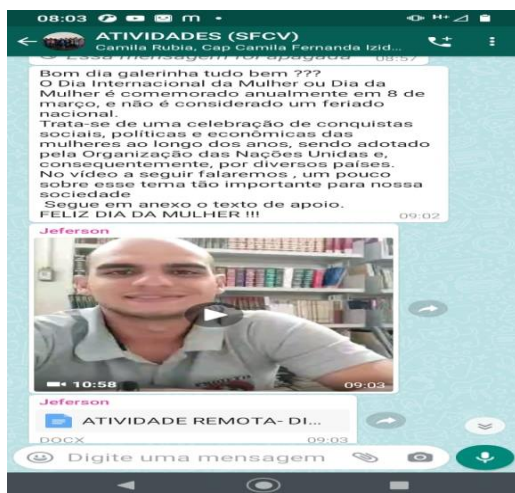 08:03
ATIVIDADES (SFCV)
Camila Rubia, Cap Camila Fernanda Izid...
Essa mensagem foi apagada 08:57
Bom dia galerinha tudo bem ???
O Dia Internacional da Mulher ou Dia da
Mulher é comemorado anualmente em 8 de
março, e não é considerado um feriado
nacional.
Trata-se de uma celebração de conquistas
sociais, políticas e econômicas das
mulheres ao longo dos anos, sendo adotado
pela Organização das Nações Unidas e,
consequentemente, por diversos países.
No vídeo a seguir falaremos , um pouco
sobre esse tema tão importante para nossa
sociedade
Segue em anexo o texto de apoio.
FELIZ DIA DA MULHER !!! 09:02
Jeferson
10:58 09:03
Jeferson
ATIVIDADE REMOTA- DI...
DOCX 09:03
Digite uma mensagem